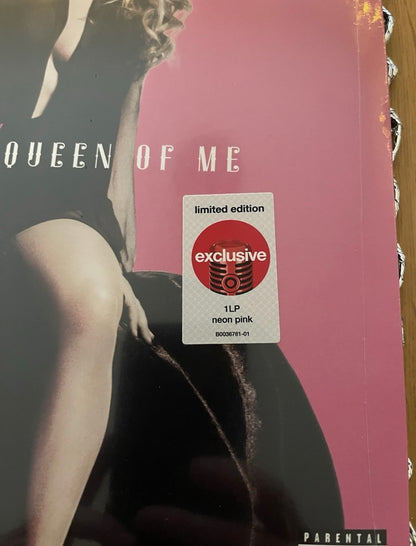 QUEEN OF ME
limited edition
exclusive
1LP
neon pink
B0036781-01
PARENTAL